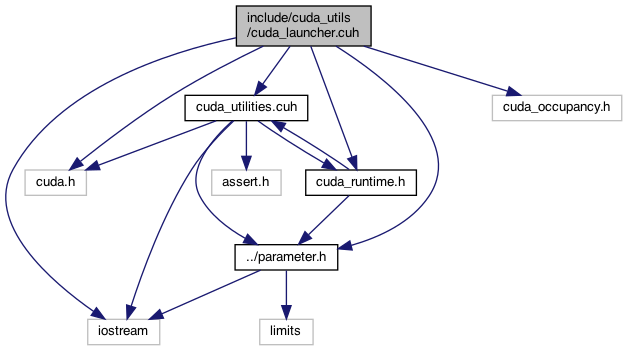 include/cuda_utils
/cuda_launcher.cuh
cuda_utilities.cuh
cuda_occupancy.h
cuda.h
assert.h
cuda_runtime.h
../parameter.h
iostream
limits